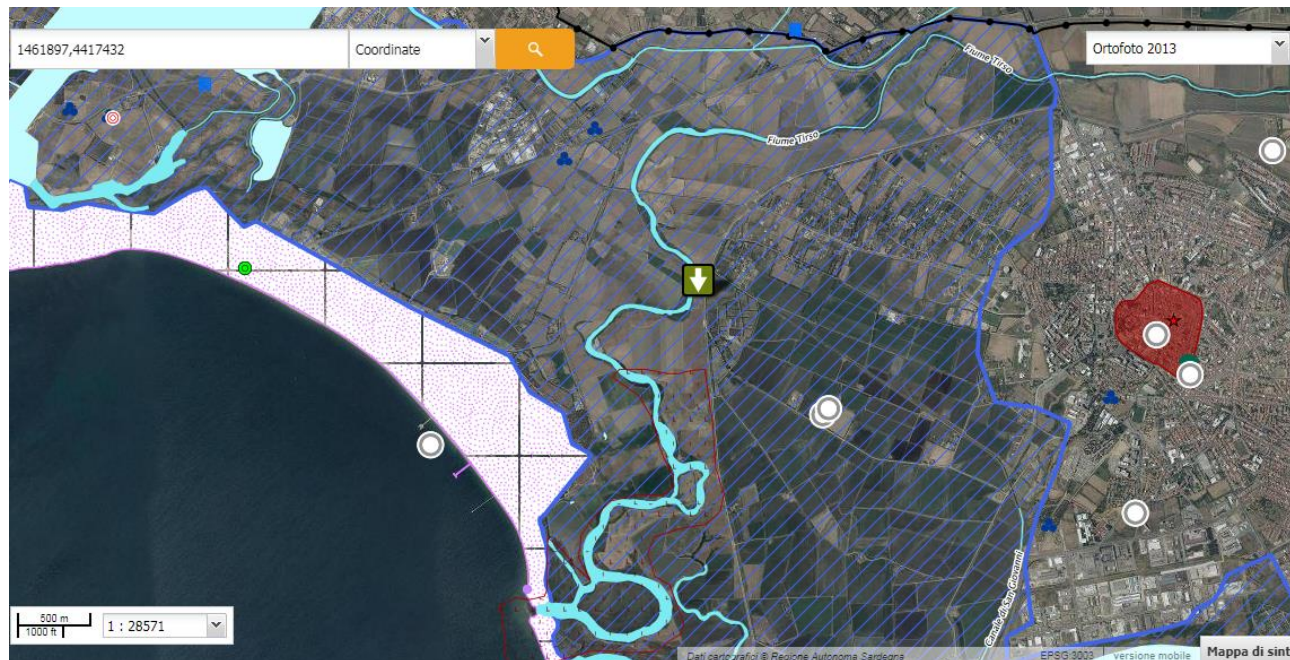 1461897,4417432
Coordinate
Ortofoto 2013
Fiume Tirso
Fiume Tirso
Canale di San Giovanni
500 m
1000 ft
1 : 28571
Dati cartografici © Regione Autonoma Sardegna
EPSG:3003
versione mobile
Mappa di sint